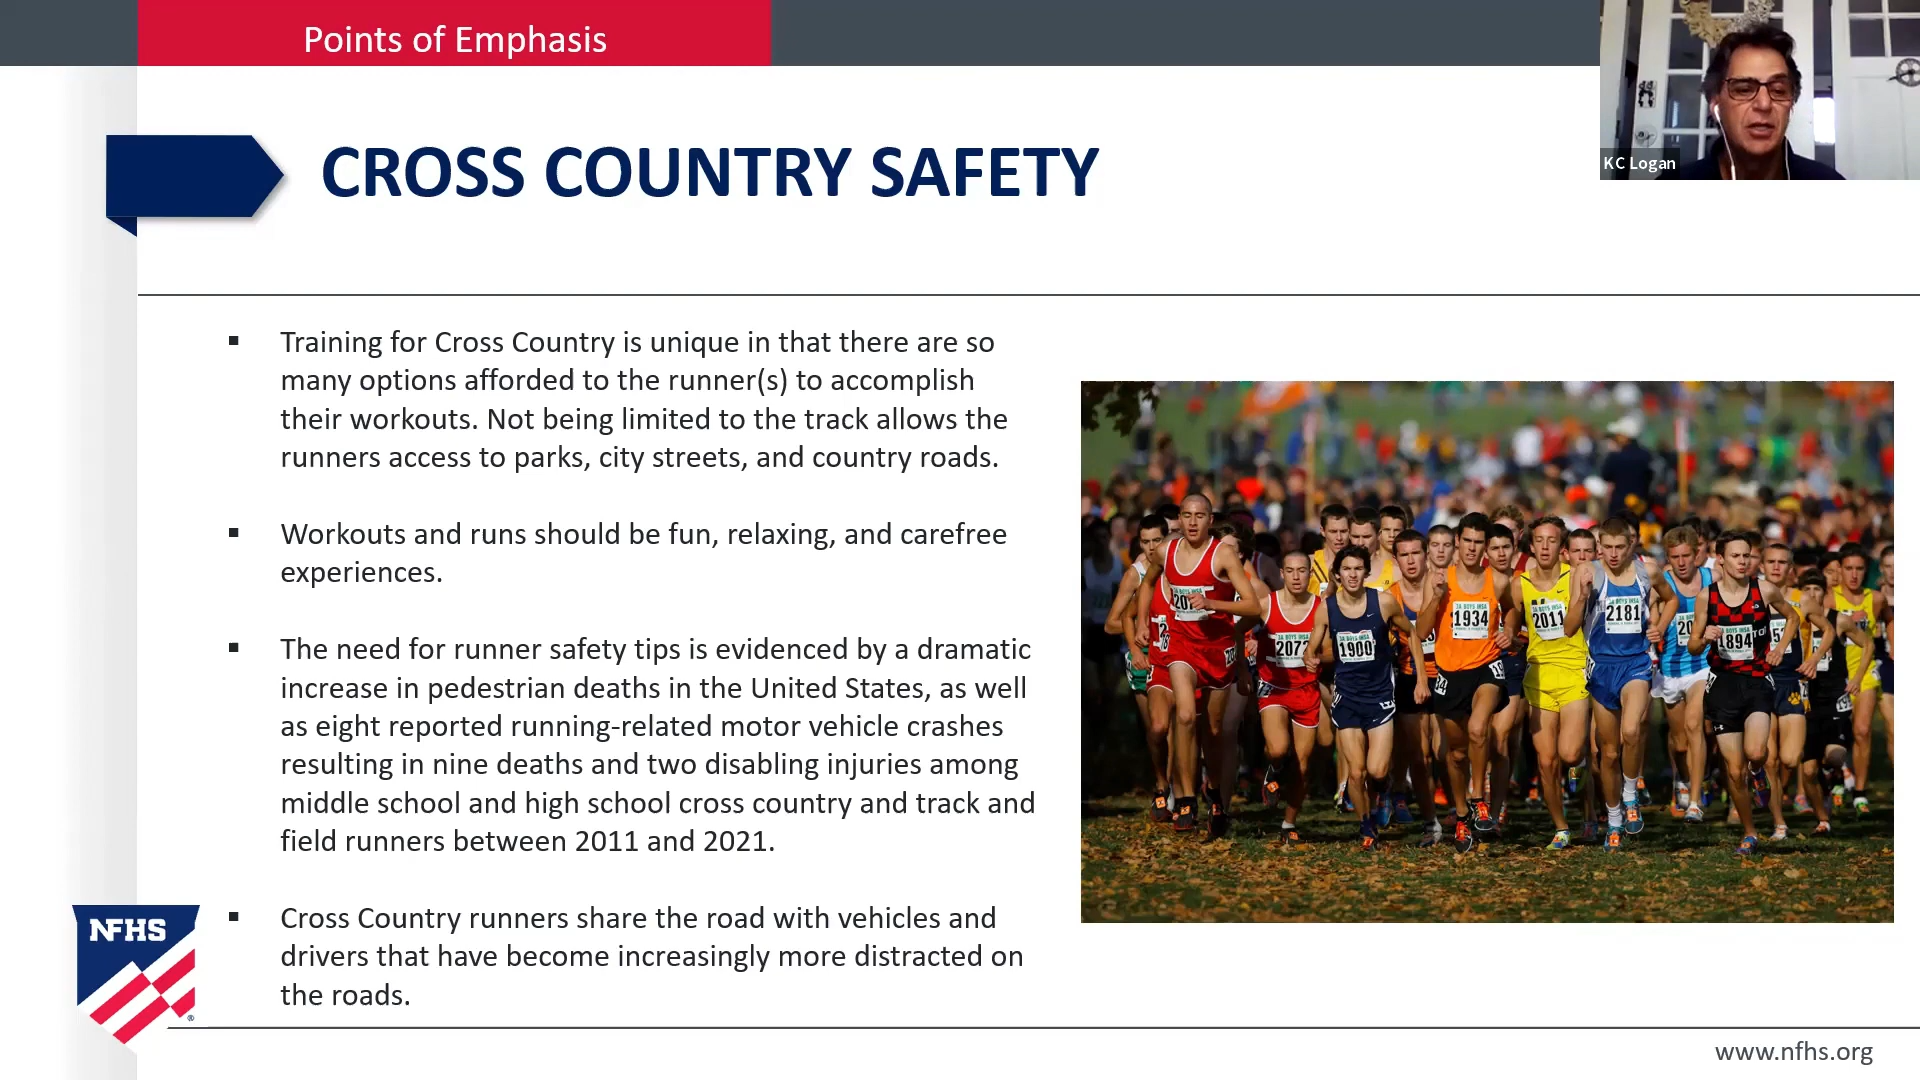 Points of Emphasis
KC Logan
CROSS COUNTRY SAFETY
▪ Training for Cross Country is unique in that there are so
many options afforded to the runner(s) to accomplish
their workouts. Not being limited to the track allows the
runners access to parks, city streets, and country roads.
▪ Workouts and runs should be fun, relaxing, and carefree
experiences.
▪ The need for runner safety tips is evidenced by a dramatic
increase in pedestrian deaths in the United States, as well
as eight reported running-related motor vehicle crashes
resulting in nine deaths and two disabling injuries among
middle school and high school cross country and track and
field runners between 2011 and 2021.
▪ Cross Country runners share the road with vehicles and
drivers that have become increasingly more distracted on
the roads.
1934
2011
2181
1900
1894
NFHS
®
www.nfhs.org